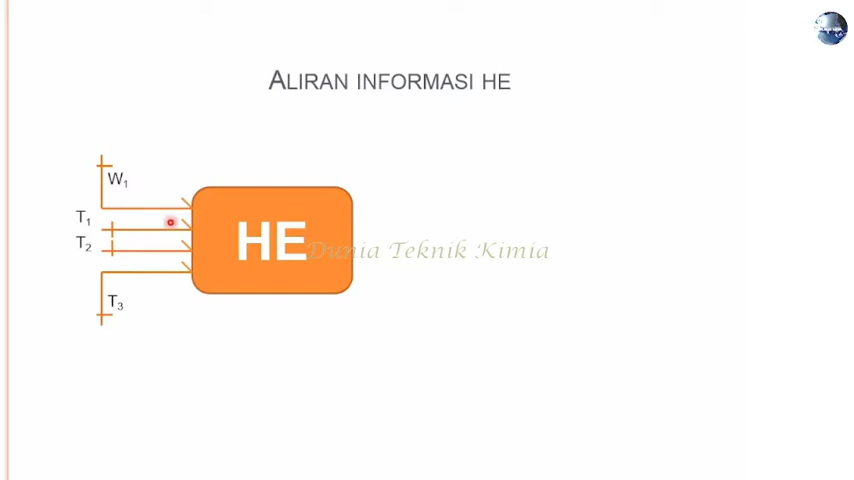 ALIRAN INFORMASI HE
W1
T1
T2
HE
Dunia Teknik Kimia
T3